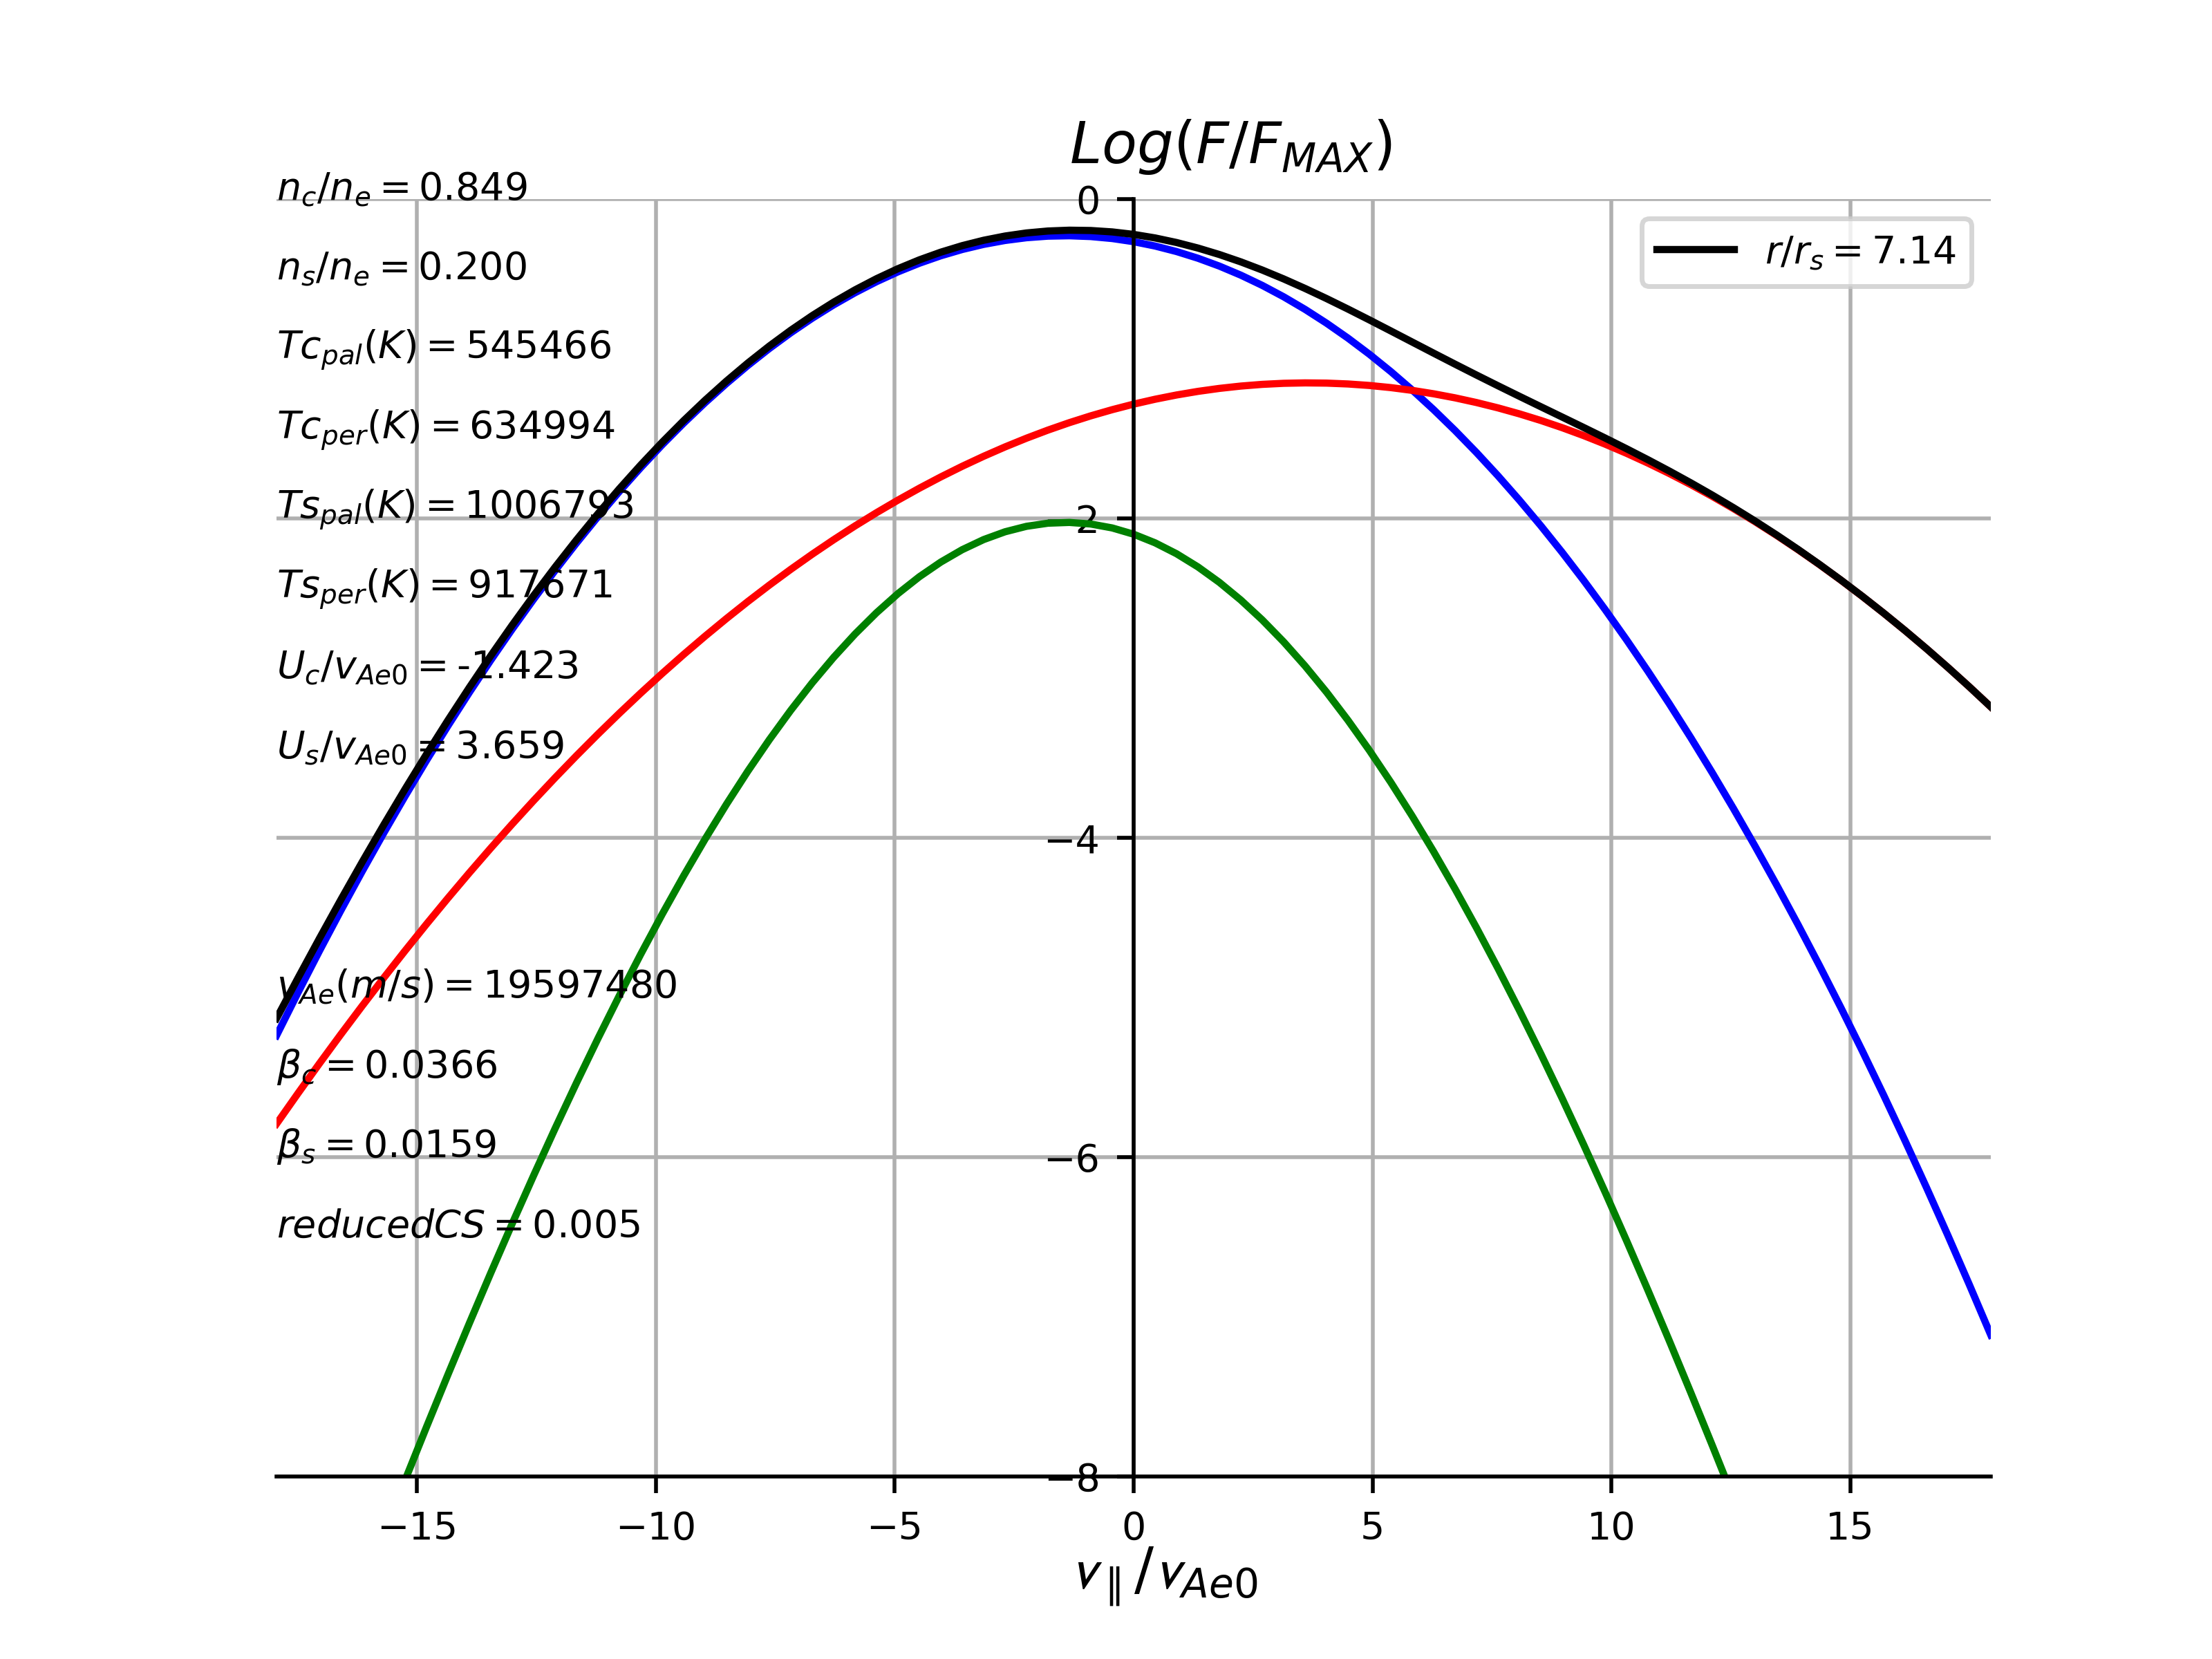 Log(F/F_MAX)
n_c/n_e = 0.849
n_s/n_e = 0.200
Tc_pal(K) = 545466
Tc_per(K) = 634994
Ts_pal(K) = 1006793
Ts_per(K) = 917671
U_c/v_Ae0 = -1.423
U_s/v_Ae0 = 3.659
v_Ae(m/s) = 19597480
β_c = 0.0366
β_s = 0.0159
reducedCS = 0.005
r/r_s = 7.14
0
2
−4
−6
−8
−15 −10 −5 0 5 10 15
v_∥/v_Ae0